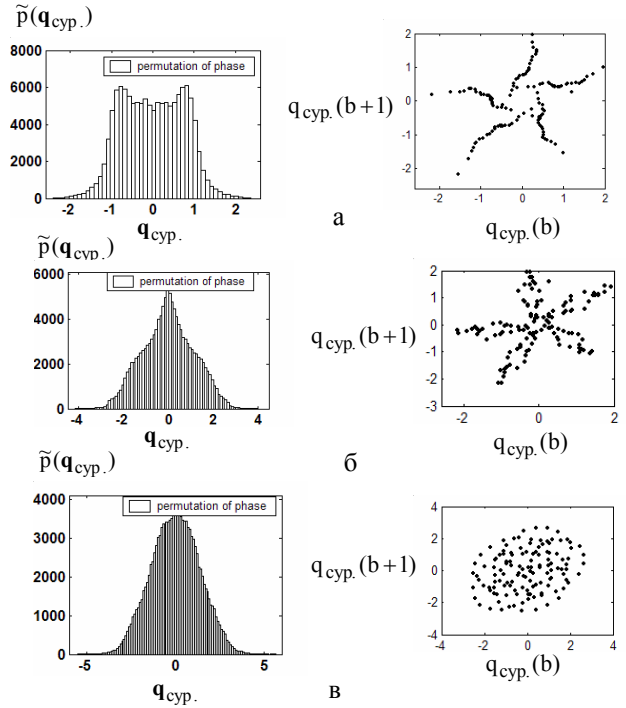 p̃(q_сур.)
8000
6000
4000
2000
0
permutation of phase
-2 -1 0 1 2
q_сур.
q_сур.(b+1)
2
1
0
-1
-2
-2 -1 0 1 2
q_сур.(b)
а
p̃(q_сур.)
6000
4000
2000
0
permutation of phase
-4 -2 0 2 4
q_сур.
q_сур.(b+1)
2
1
0
-1
-2
-3
-2 0 2
q_сур.(b)
б
p̃(q_сур.)
4000
3000
2000
1000
0
permutation of phase
-5 0 5
q_сур.
q_сур.(b+1)
4
2
0
-2
-4
-4 -2 0 2 4
q_сур.(b)
в